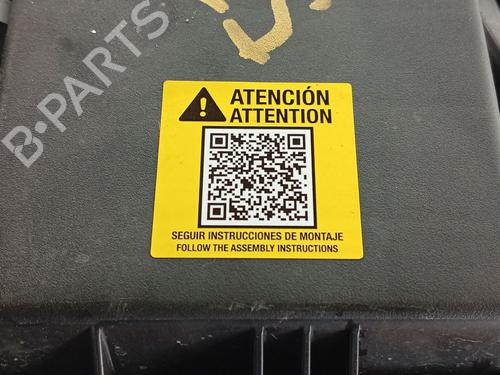 B-PARTS
ATENCIÓN
ATTENTION
SEGUIR INSTRUCCIONES DE MONTAJE
FOLLOW THE ASSEMBLY INSTRUCTIONS